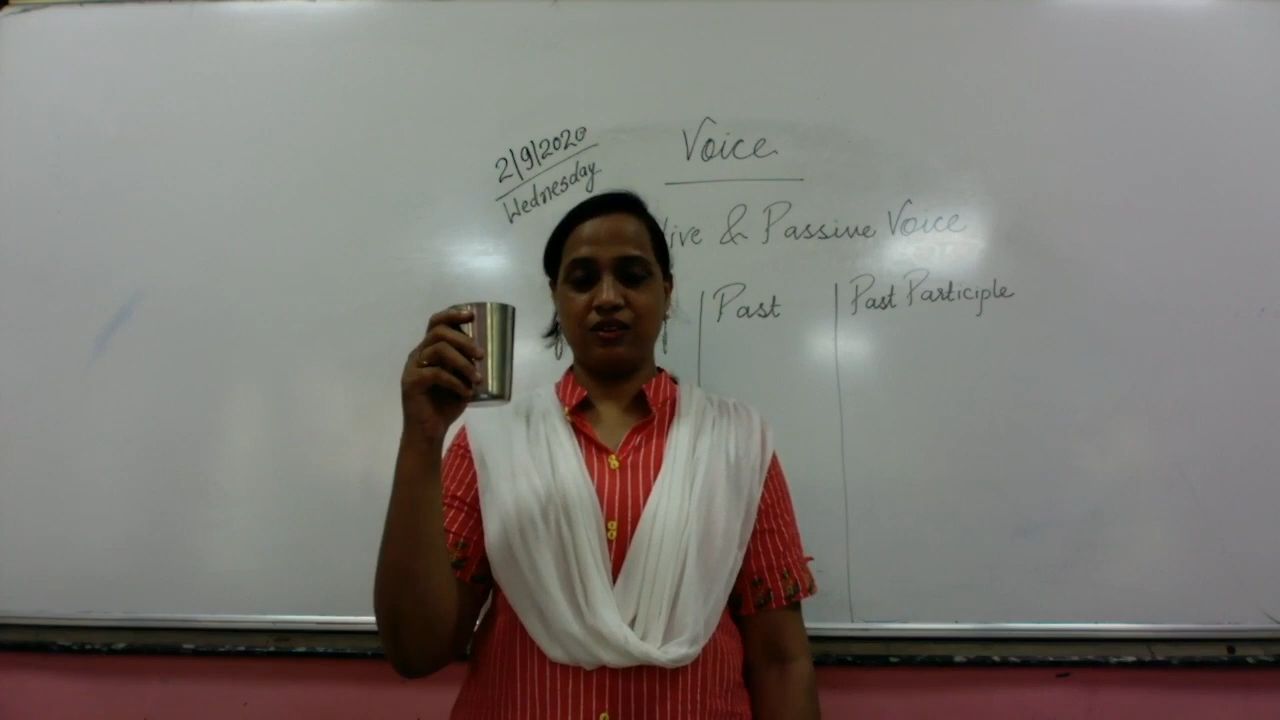 2/9/2020
Wednesday
Voice
ive & Passive Voice
Past
Past Participle